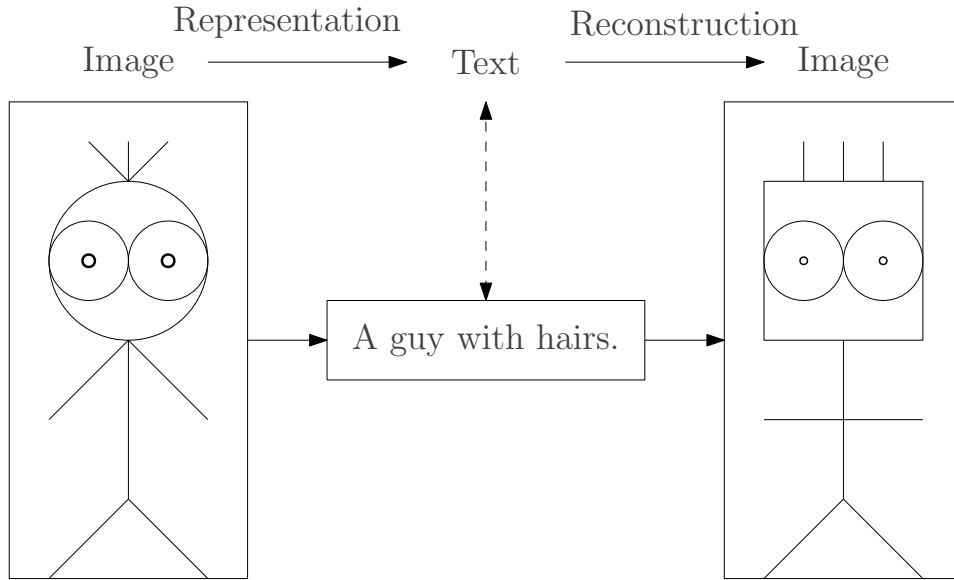 Representation
Reconstruction
Image
Text
Image
A guy with hairs.